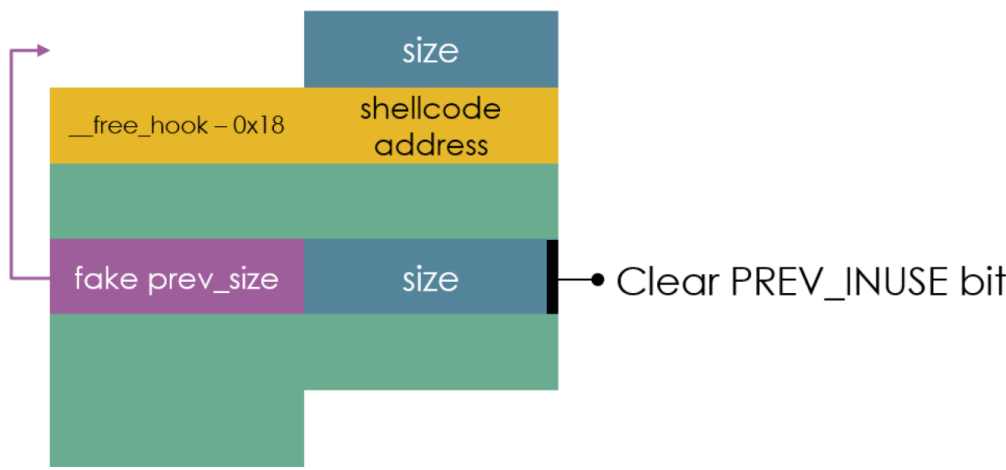 size
__free_hook – 0x18
shellcode
address
fake prev_size
size
Clear PREV_INUSE bit